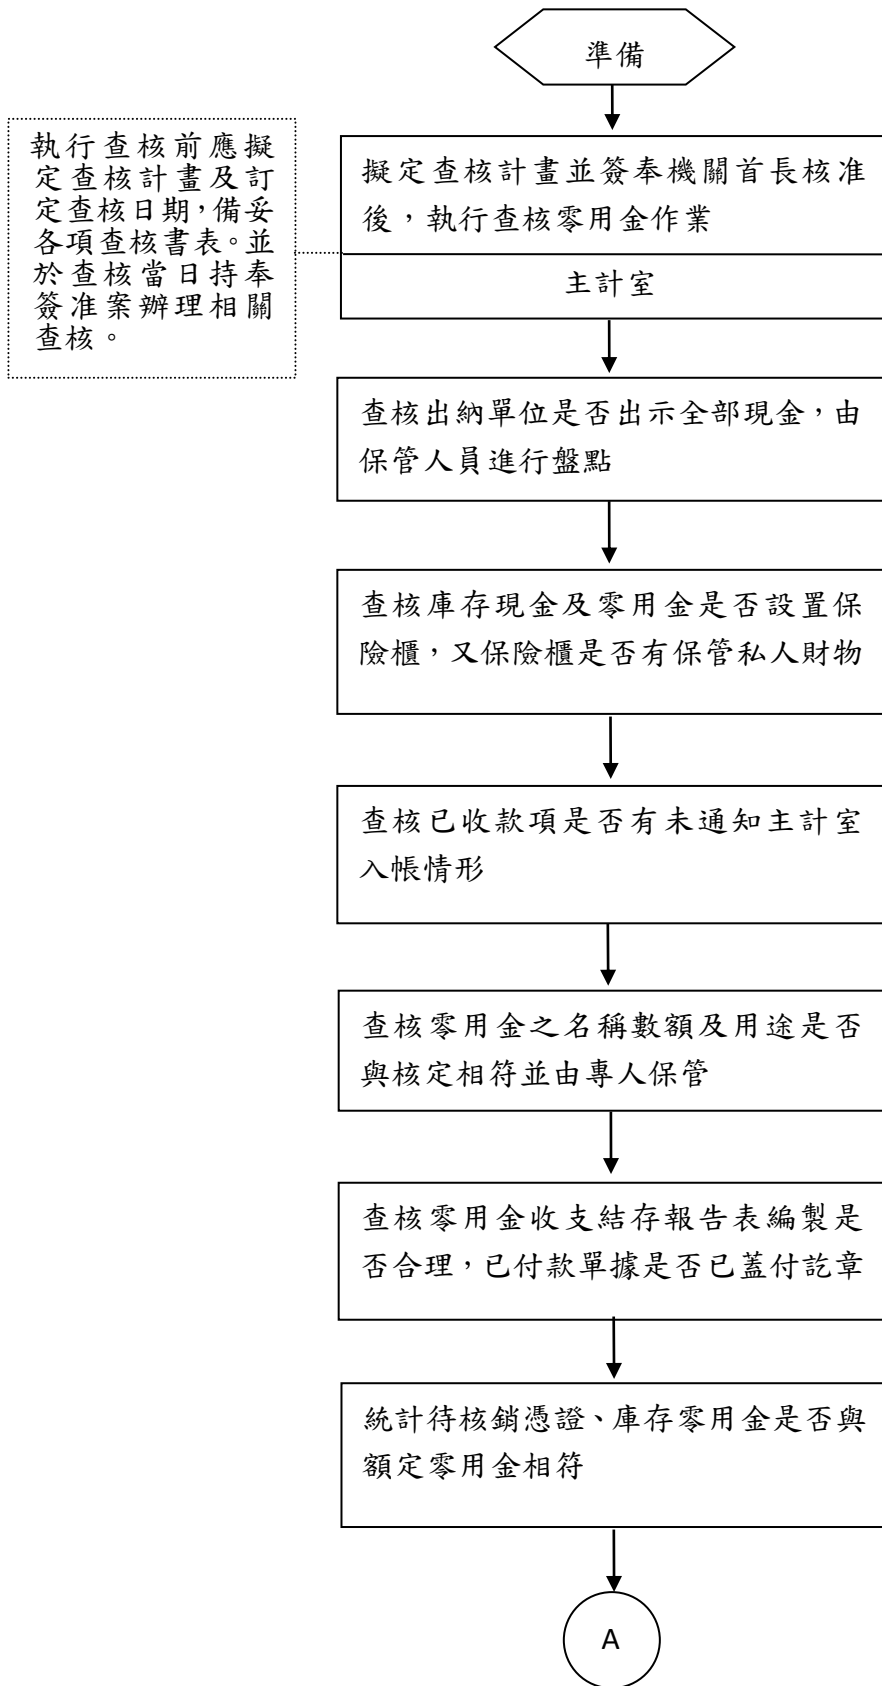 準備
執行查核前應擬
定查核計畫及訂
定查核日期，備妥
各項查核書表。並
於查核當日持奉
簽准案辦理相關
查核。
擬定查核計畫並簽奉機關首長核准
後，執行查核零用金作業
主計室
查核出納單位是否出示全部現金，由
保管人員進行盤點
查核庫存現金及零用金是否設置保
險櫃，又保險櫃是否有保管私人財物
查核已收款項是否有未通知主計室
入帳情形
查核零用金之名稱數額及用途是否
與核定相符並由專人保管
查核零用金收支結存報告表編製是
否合理，已付款單據是否已蓋付訖章
統計待核銷憑證、庫存零用金是否與
額定零用金相符
A